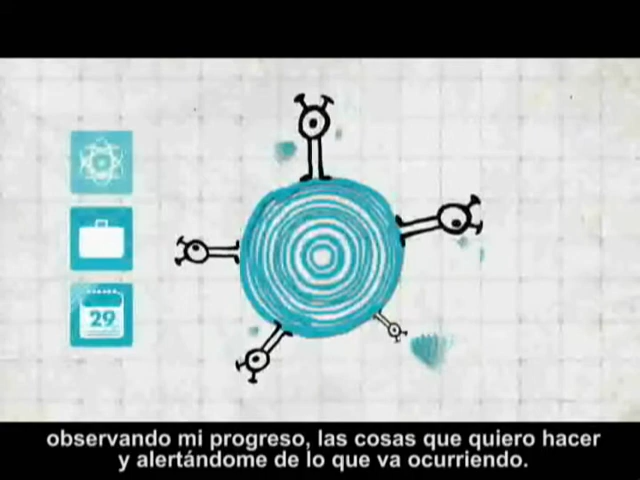 29
observando mi progreso, las cosas que quiero hacer
y alertándome de lo que va ocurriendo.